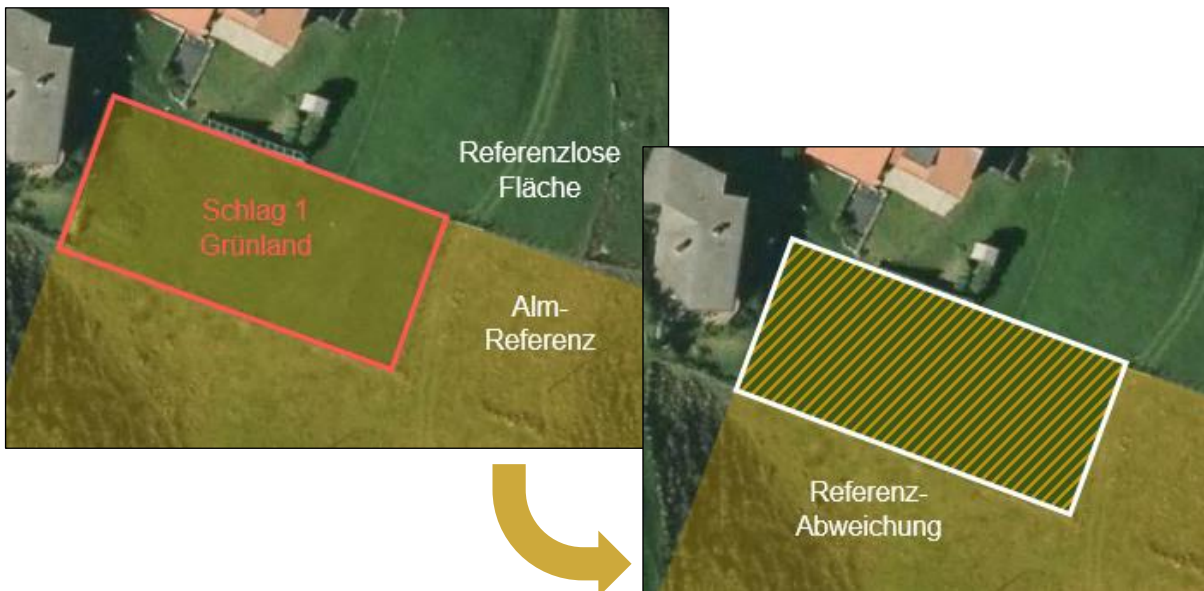 Referenzlose
Fläche
Schlag 1
Grünland
Alm-
Referenz
Referenz-
Abweichung